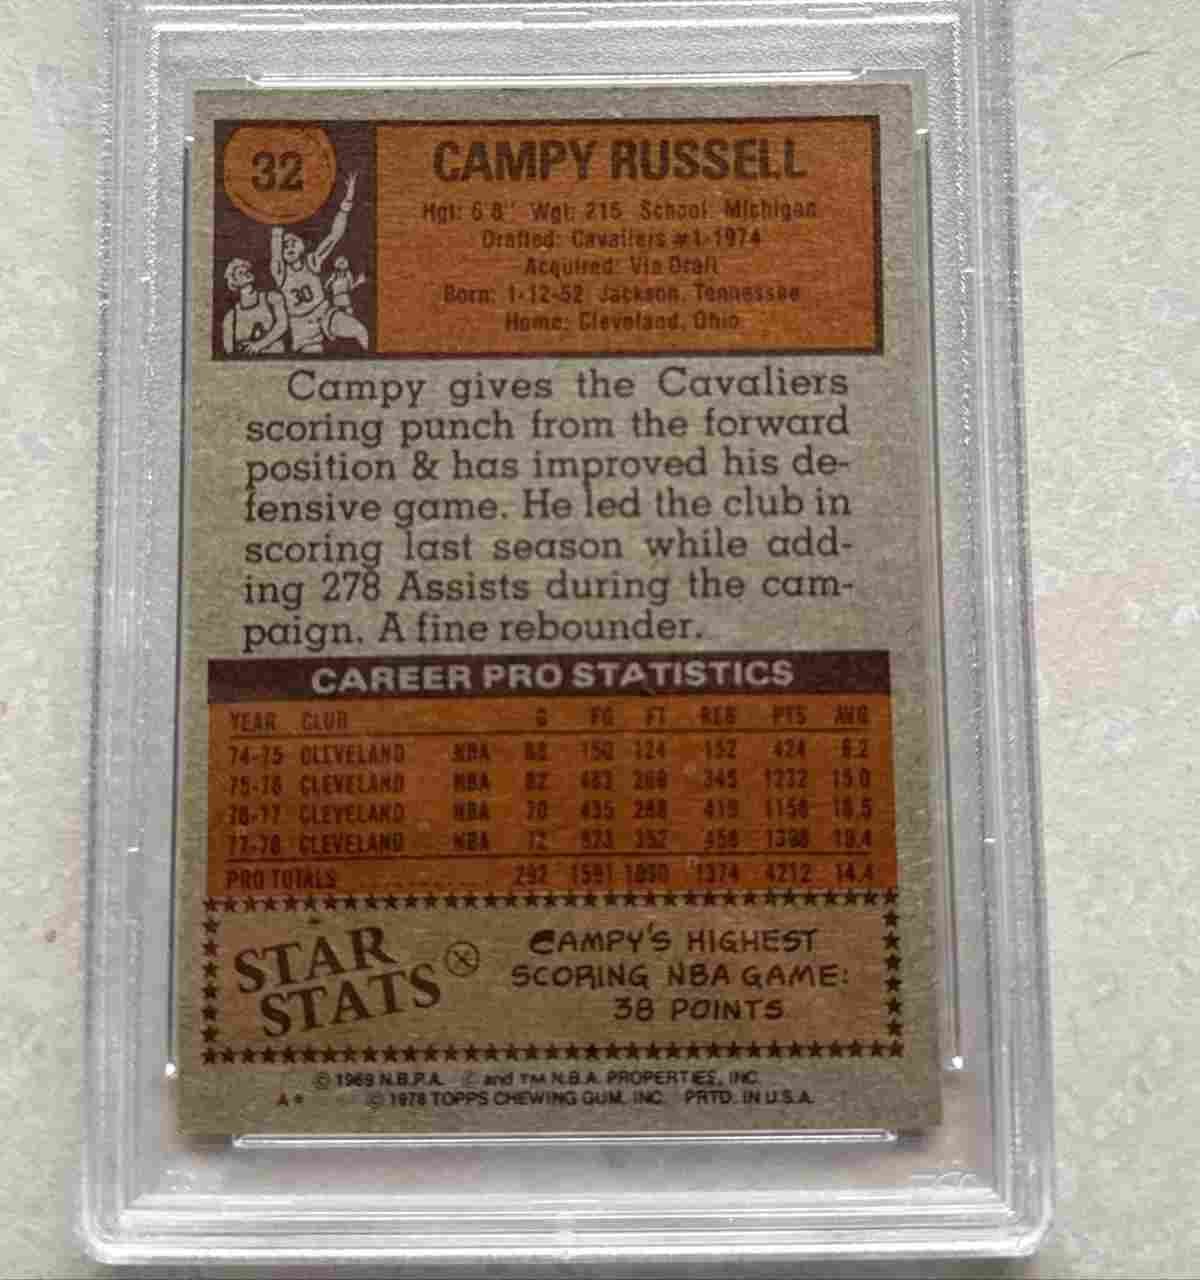 32
CAMPY RUSSELL
Hgt: 6'8" Wgt: 215 School: Michigan
Drafted: Cavaliers #1-1974
Acquired: Via Draft
Born: 1-12-52 Jackson, Tennessee
Home: Cleveland, Ohio
30
Campy gives the Cavaliers
scoring punch from the forward
position & has improved his de-
fensive game. He led the club in
scoring last season while add-
ing 278 Assists during the cam-
paign. A fine rebounder.
CAREER PRO STATISTICS
YEAR CLUB G FG FT REB PTS AVG
74-75 CLEVELAND NBA 68 150 124 152 424 6.2
75-76 CLEVELAND NBA 82 483 266 345 1232 15.0
76-77 CLEVELAND NBA 70 435 288 419 1158 16.5
77-78 CLEVELAND NBA 72 523 352 458 1398 19.4
PRO TOTALS 292 1591 1030 1374 4212 14.4
STAR
STATS
CAMPY'S HIGHEST
SCORING NBA GAME:
38 POINTS
© 1969 N.B.P.A. © and TM N.B.A. PROPERTIES, INC.
A* © 1978 TOPPS CHEWING GUM, INC. PRTD. IN U.S.A.